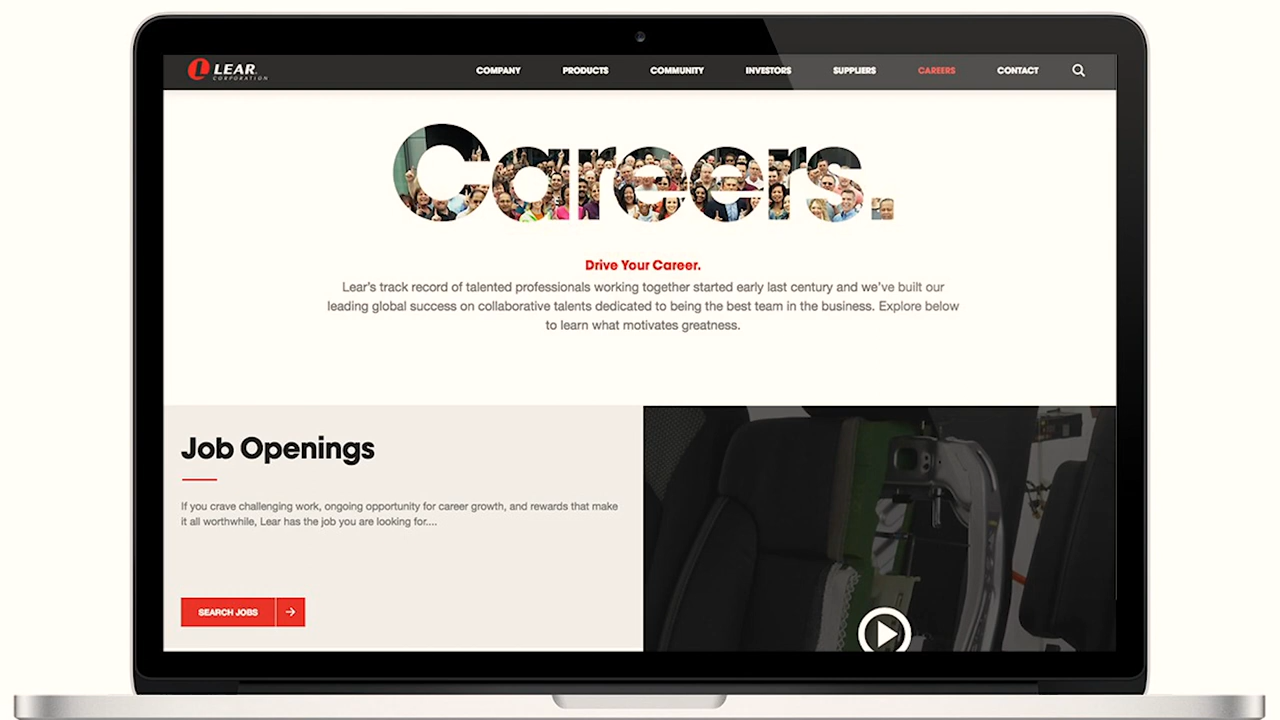 LEAR
CORPORATION
COMPANY
PRODUCTS
COMMUNITY
INVESTORS
SUPPLIERS
CAREERS
CONTACT
Careers.
Drive Your Career.
Lear's track record of talented professionals working together started early last century and we've built our
leading global success on collaborative talents dedicated to being the best team in the business. Explore below
to learn what motivates greatness.
Job Openings
If you crave challenging work, ongoing opportunity for career growth, and rewards that make
it all worthwhile, Lear has the job you are looking for....
SEARCH JOBS